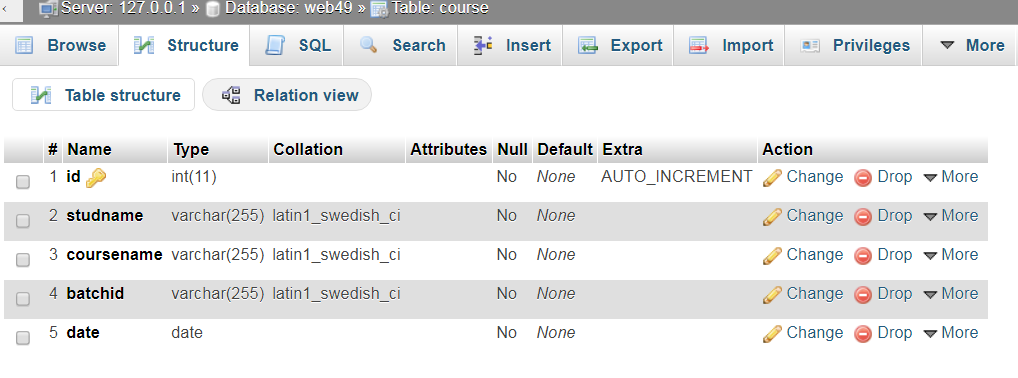 Server: 127.0.0.1 » Database: web49 » Table: course
Browse Structure SQL Search Insert Export Import Privileges More
Table structure Relation view
# Name Type Collation Attributes Null Default Extra Action
1 id int(11) No None AUTO_INCREMENT Change Drop More
2 studname varchar(255) latin1_swedish_ci No None Change Drop More
3 coursename varchar(255) latin1_swedish_ci No None Change Drop More
4 batchid varchar(255) latin1_swedish_ci No None Change Drop More
5 date date No None Change Drop More